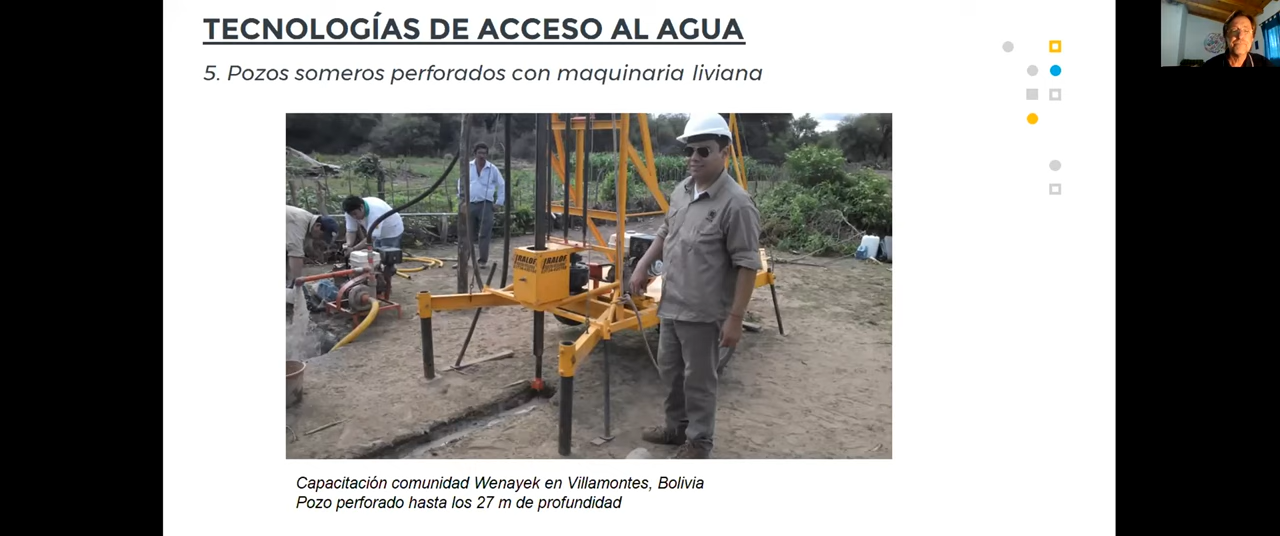 TECNOLOGÍAS DE ACCESO AL AGUA
5. Pozos someros perforados con maquinaria liviana
Capacitación comunidad Wenayek en Villamontes, Bolivia
Pozo perforado hasta los 27 m de profundidad